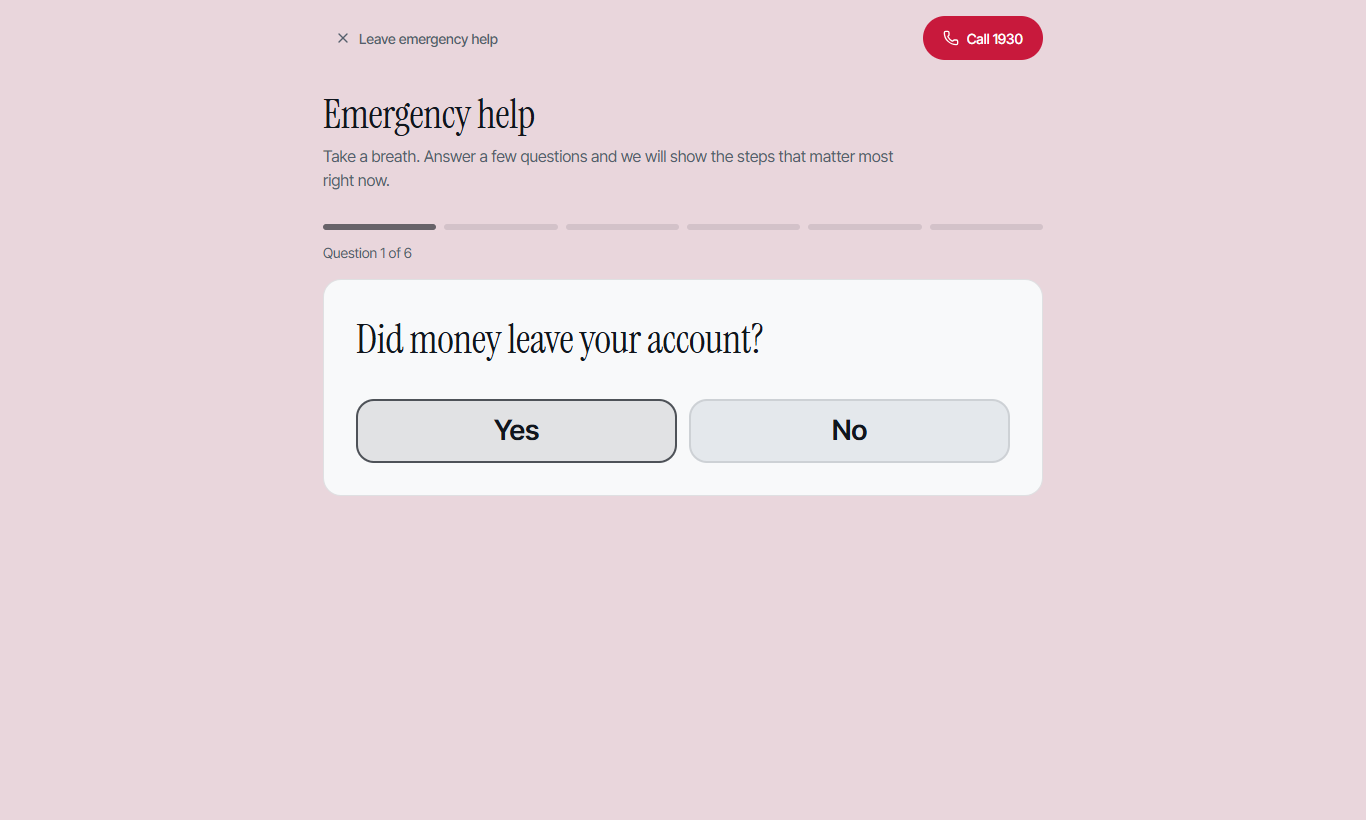 Leave emergency help
Call 1930
Emergency help
Take a breath. Answer a few questions and we will show the steps that matter most
right now.
Question 1 of 6
Did money leave your account?
Yes
No